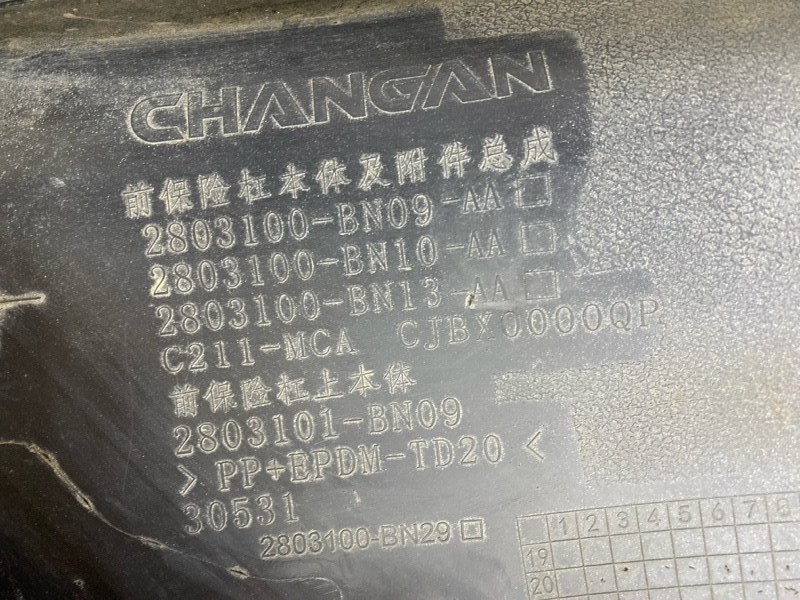 CHANGAN
前保险杠本体及附件总成
2803100-BN09-AA□
2803100-BN10-AA□
2803100-BN13-AA□
C211-MCA CJBX0000QP
前保险杠上本体
2803101-BN09
>PP+EPDM-TD20<
30531
2803100-BN29□
1 2 3 4 5 6 7 8
19
20